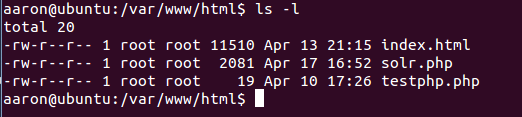 aaron@ubuntu:/var/www/html$ ls -l
total 20
-rw-r--r-- 1 root root 11510 Apr 13 21:15 index.html
-rw-r--r-- 1 root root  2081 Apr 17 16:52 solr.php
-rw-r--r-- 1 root root    19 Apr 10 17:26 testphp.php
aaron@ubuntu:/var/www/html$